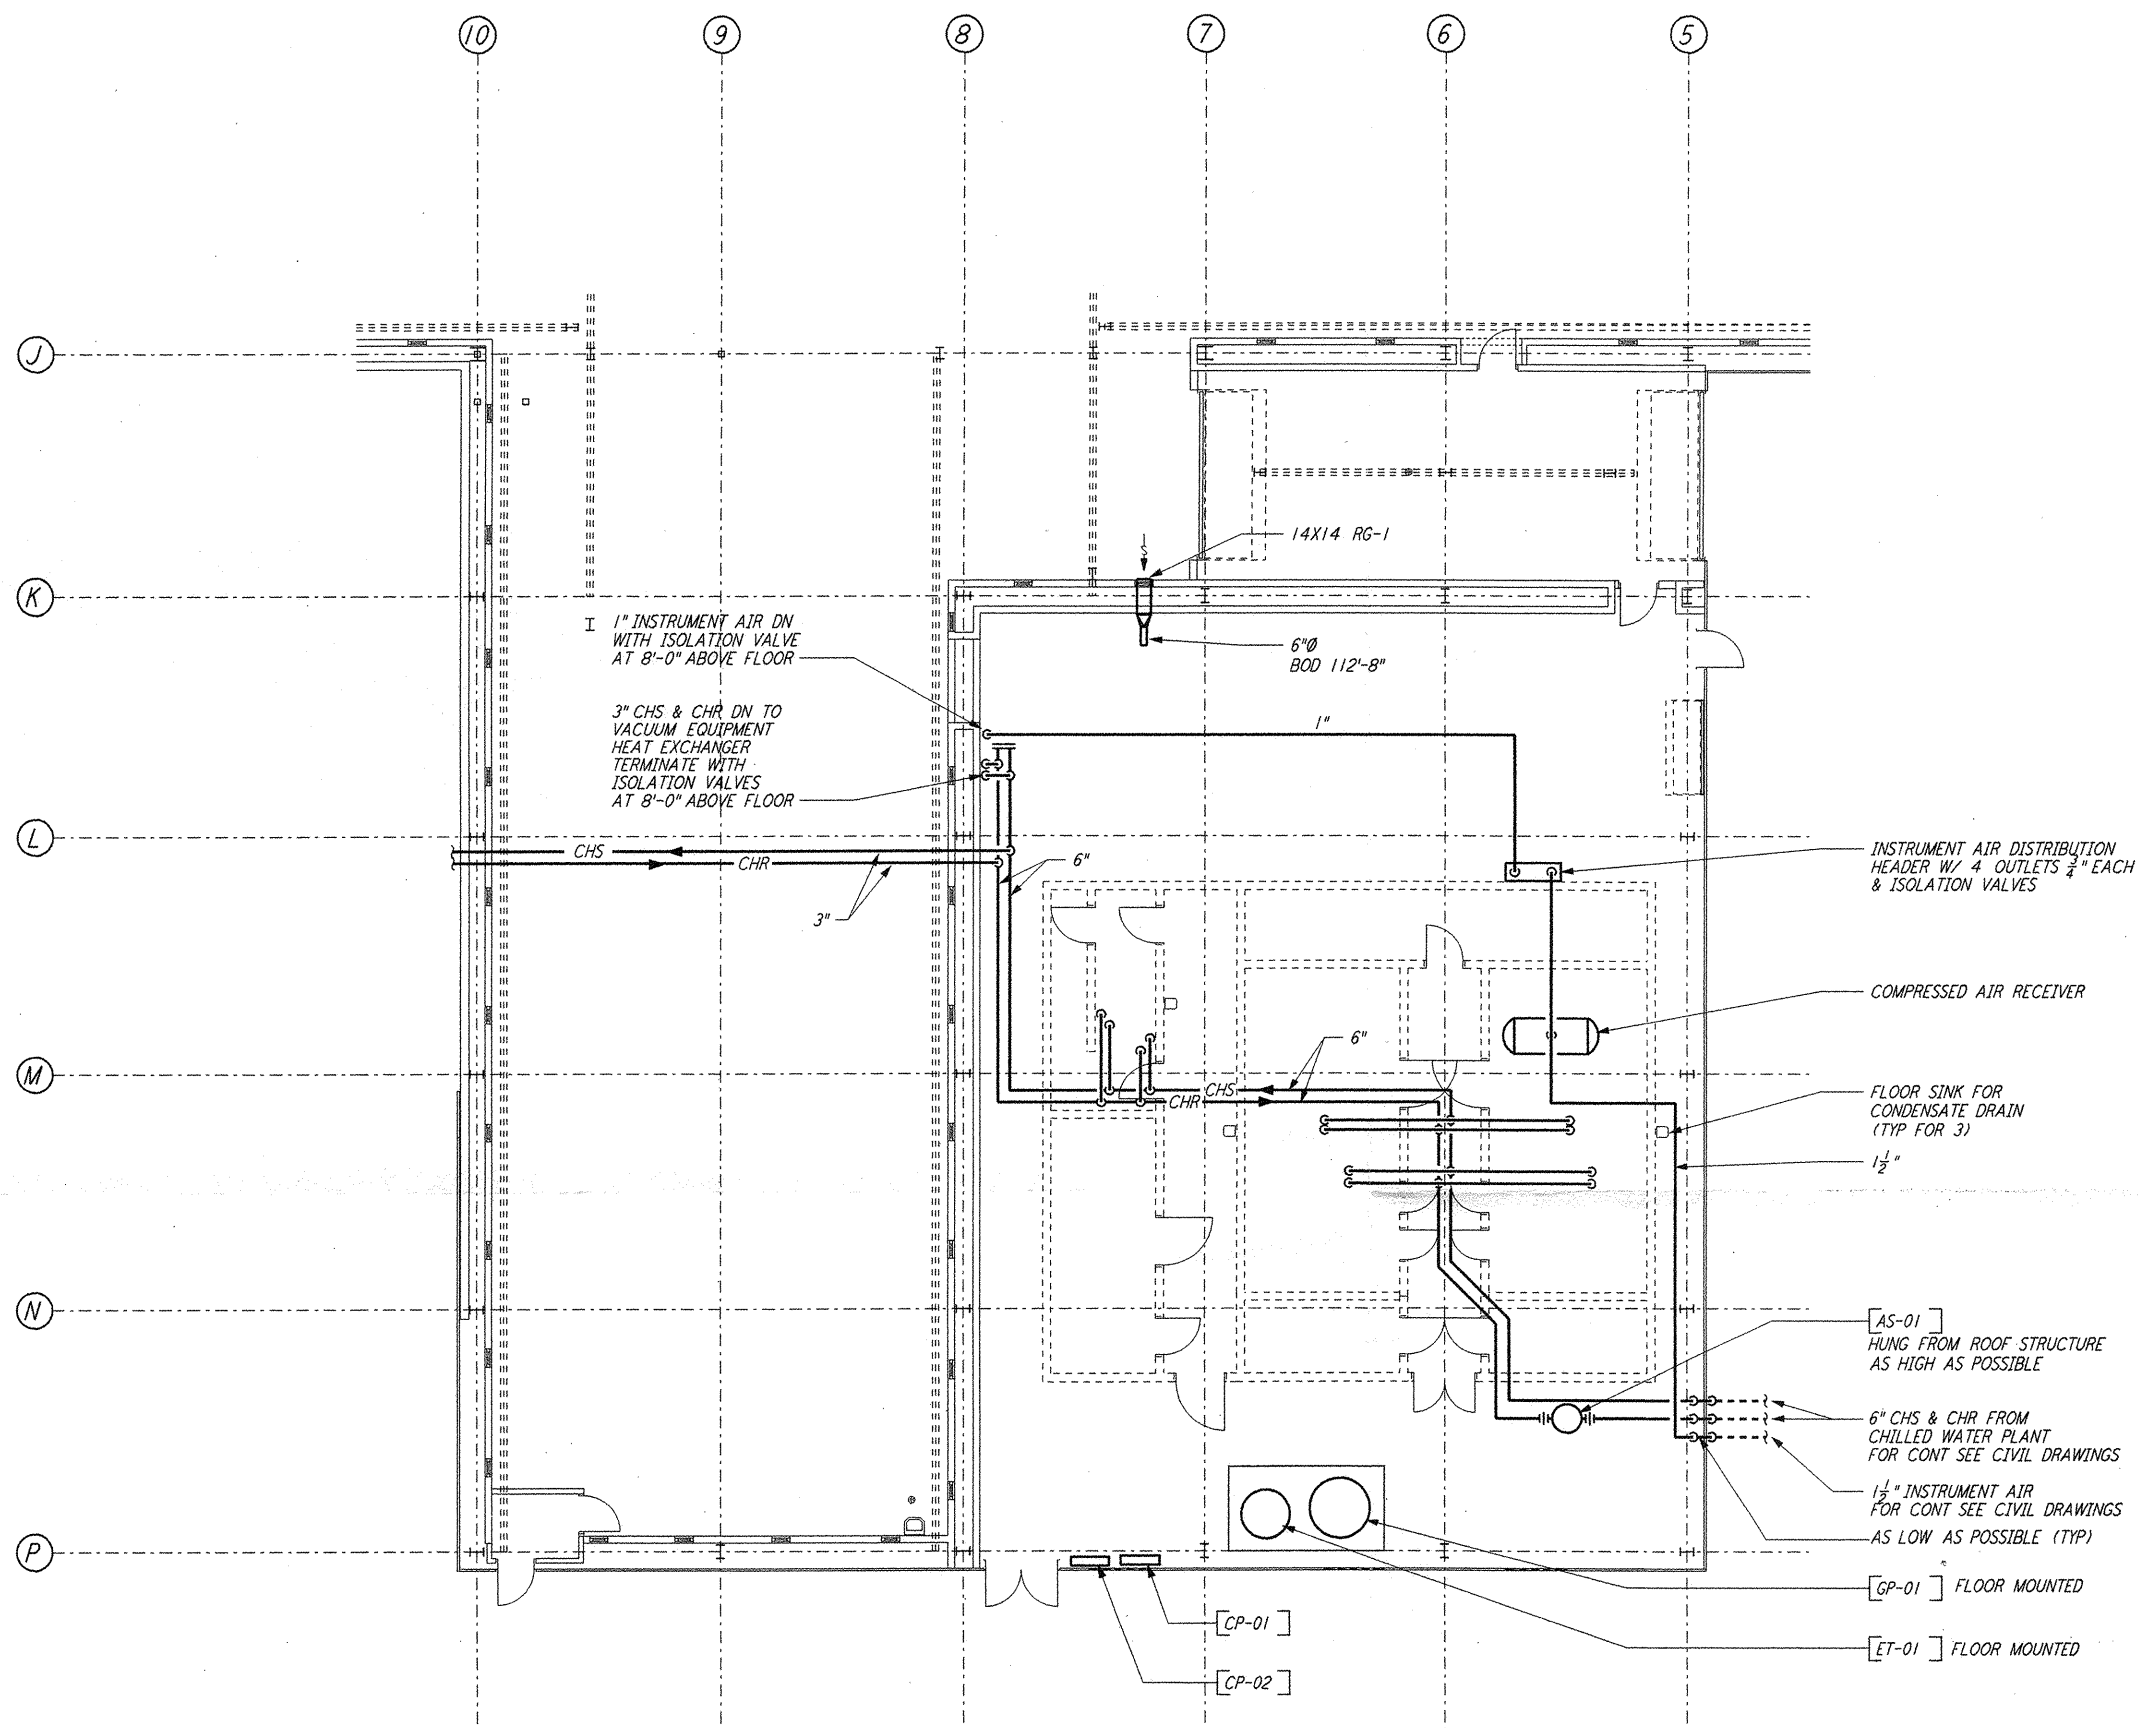 10
9
8
7
6
5
J
K
L
M
N
P
14X14 RG-1
6"Ø
BOD 112'-8"
1" INSTRUMENT AIR DN
WITH ISOLATION VALVE
AT 8'-0" ABOVE FLOOR
3" CHS & CHR DN TO
VACUUM EQUIPMENT
HEAT EXCHANGER
TERMINATE WITH
ISOLATION VALVES
AT 8'-0" ABOVE FLOOR
1"
CHS
CHR
6"
3"
INSTRUMENT AIR DISTRIBUTION
HEADER W/ 4 OUTLETS 3/4" EACH
& ISOLATION VALVES
COMPRESSED AIR RECEIVER
6"
CHS
CHR
FLOOR SINK FOR
CONDENSATE DRAIN
(TYP FOR 3)
1 1/2"
AS-01
HUNG FROM ROOF STRUCTURE
AS HIGH AS POSSIBLE
6" CHS & CHR FROM
CHILLED WATER PLANT
FOR CONT SEE CIVIL DRAWINGS
1 1/2" INSTRUMENT AIR
FOR CONT SEE CIVIL DRAWINGS
AS LOW AS POSSIBLE (TYP)
GP-01 FLOOR MOUNTED
ET-01 FLOOR MOUNTED
CP-01
CP-02
S